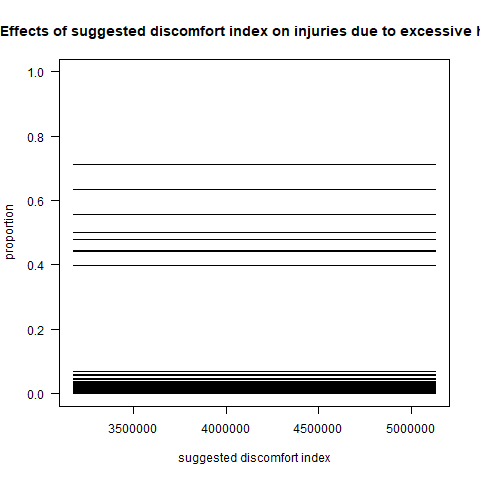 Effects of suggested discomfort index on injuries due to excessive h
1.0
0.8
0.6
0.4
0.2
0.0
proportion
3500000 4000000 4500000 5000000
suggested discomfort index